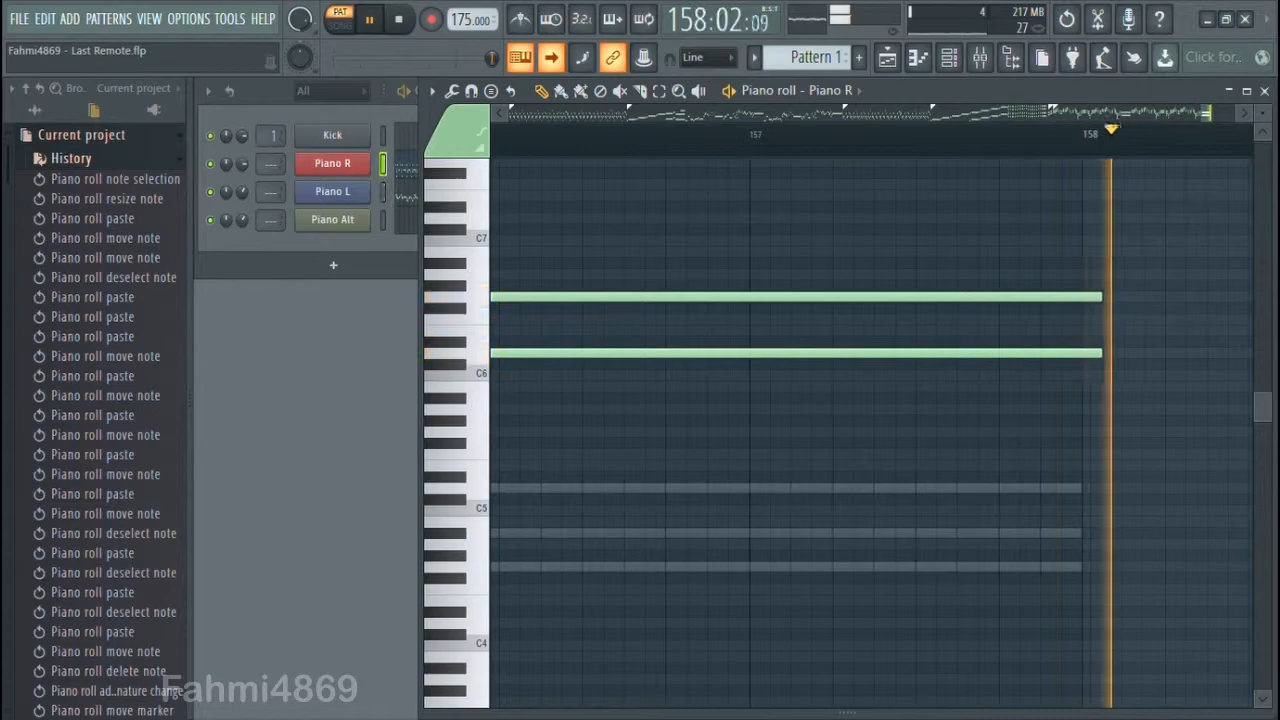 FILE EDIT ADD PATTERNS VIEW OPTIONS TOOLS HELP
PAT
SONG
175.000
3.2.1
158:02:09
B:S:T
4
217 MB
27
Fahmi4869 - Last Remote.flp
Line
Pattern 1
Click for..
Bro..
Current project
All
Piano roll - Piano R
Current project
History
Piano roll note selection
Piano roll resize note
Piano roll paste
Piano roll move note
Piano roll move note
Piano roll deselect note
Piano roll paste
Piano roll paste
Piano roll paste
Piano roll move note
Piano roll paste
Piano roll move note
Piano roll paste
Piano roll move note
Piano roll paste
Piano roll move note
Piano roll paste
Piano roll move note
Piano roll deselect note
Piano roll paste
Piano roll deselect note
Piano roll paste
Piano roll deselect note
Piano roll paste
Piano roll move note
Piano roll delete note
Piano roll ad..nature change
Piano roll move marker
1
Kick
---
Piano R
---
Piano L
---
Piano Alt
+
157
158
C7
C6
C5
C4
Fahmi4869